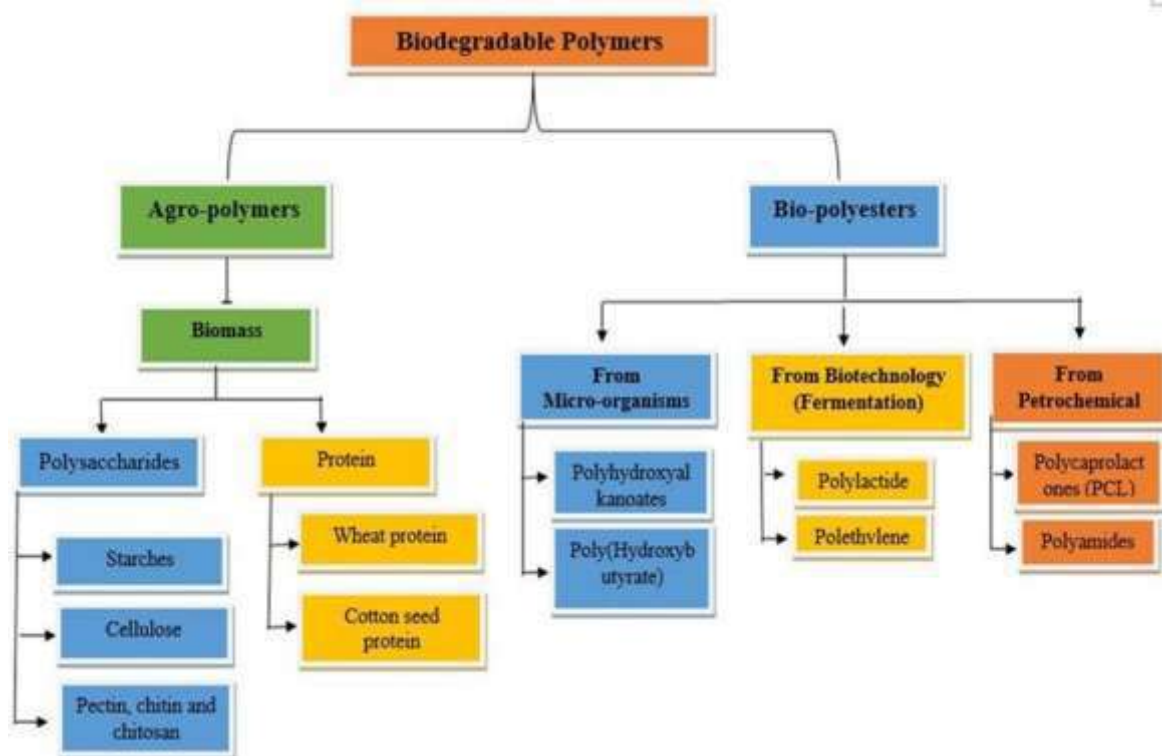 Biodegradable Polymers
Agro-polymers
Bio-polyesters
Biomass
From
Micro-organisms
From Biotechnology
(Fermentation)
From
Petrochemical
Polysaccharides
Protein
Polyhydroxyal
kanoates
Polylactide
Polycaprolact
ones (PCL)
Starches
Wheat protein
Poly(Hydroxyb
utyrate)
Polethylene
Polyamides
Cellulose
Cotton seed
protein
Pectin, chitin and
chitosan